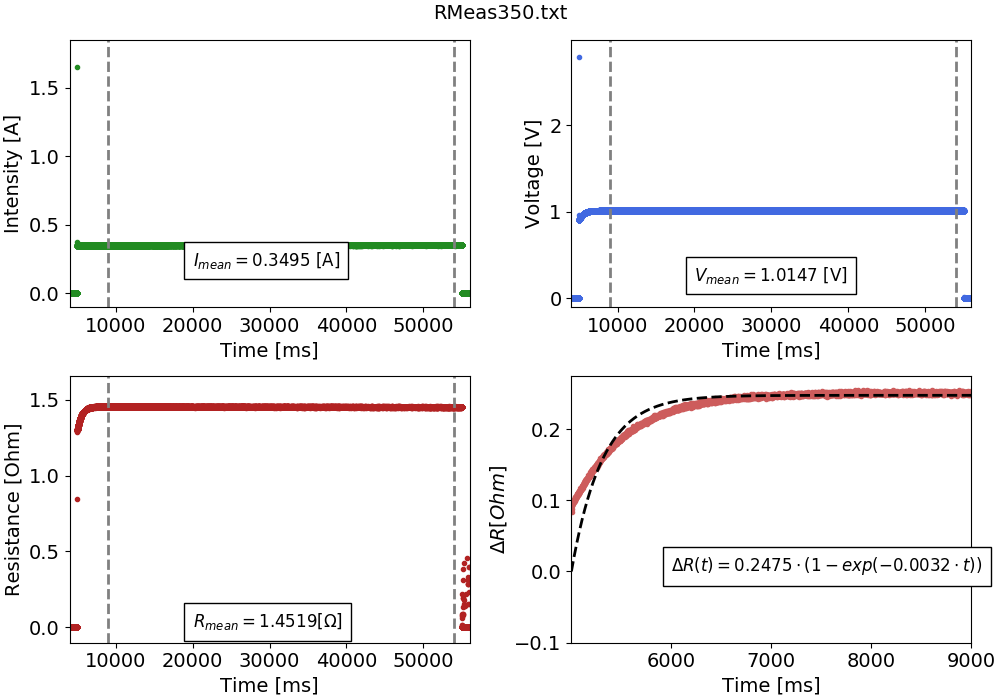 RMeas350.txt
Intensity [A]
1.5
1.0
0.5
0.0
I_mean = 0.3495 [A]
10000 20000 30000 40000 50000
Time [ms]
Voltage [V]
2
1
0
V_mean = 1.0147 [V]
10000 20000 30000 40000 50000
Time [ms]
Resistance [Ohm]
1.5
1.0
0.5
0.0
R_mean = 1.4519[Ω]
10000 20000 30000 40000 50000
Time [ms]
ΔR[Ohm]
0.2
0.1
0.0
−0.1
ΔR(t) = 0.2475 · (1 − exp(−0.0032 · t))
6000 7000 8000 9000
Time [ms]